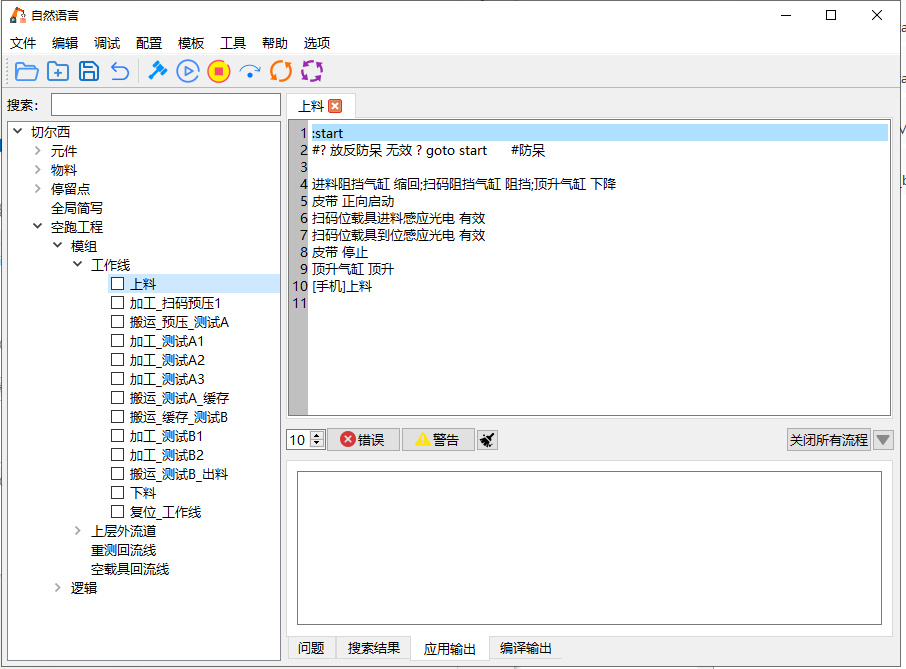 自然语言
文件 编辑 调试 配置 模板 工具 帮助 选项
搜索:
切尔西
元件
物料
停留点
全局简写
空跑工程
模组
工作线
上料
加工_扫码预压1
搬运_预压_测试A
加工_测试A1
加工_测试A2
加工_测试A3
搬运_测试A_缓存
搬运_缓存_测试B
加工_测试B1
加工_测试B2
搬运_测试B_出料
下料
复位_工作线
上层外流道
重测回流线
空载具回流线
逻辑
上料
1 :start
2 #? 放反防呆 无效 ? goto start #防呆
3
4 进料阻挡气缸 缩回;扫码阻挡气缸 阻挡;顶升气缸 下降
5 皮带 正向启动
6 扫码位载具进料感应光电 有效
7 扫码位载具到位感应光电 有效
8 皮带 停止
9 顶升气缸 顶升
10 [手机]上料
11
10 错误 警告 关闭所有流程
问题 搜索结果 应用输出 编译输出